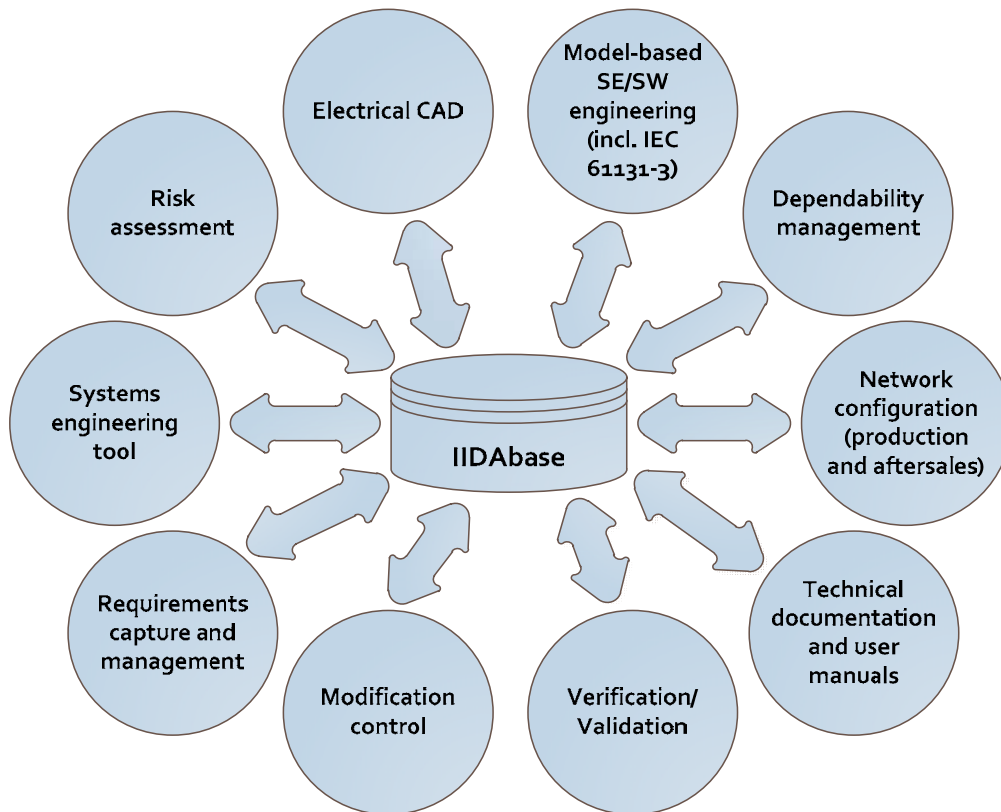 Electrical CAD
Model-based
SE/SW
engineering
(incl. IEC
61131-3)
Risk
assessment
Dependability
management
Systems
engineering
tool
IIDAbase
Network
configuration
(production
and aftersales)
Requirements
capture and
management
Technical
documentation
and user
manuals
Modification
control
Verification/
Validation